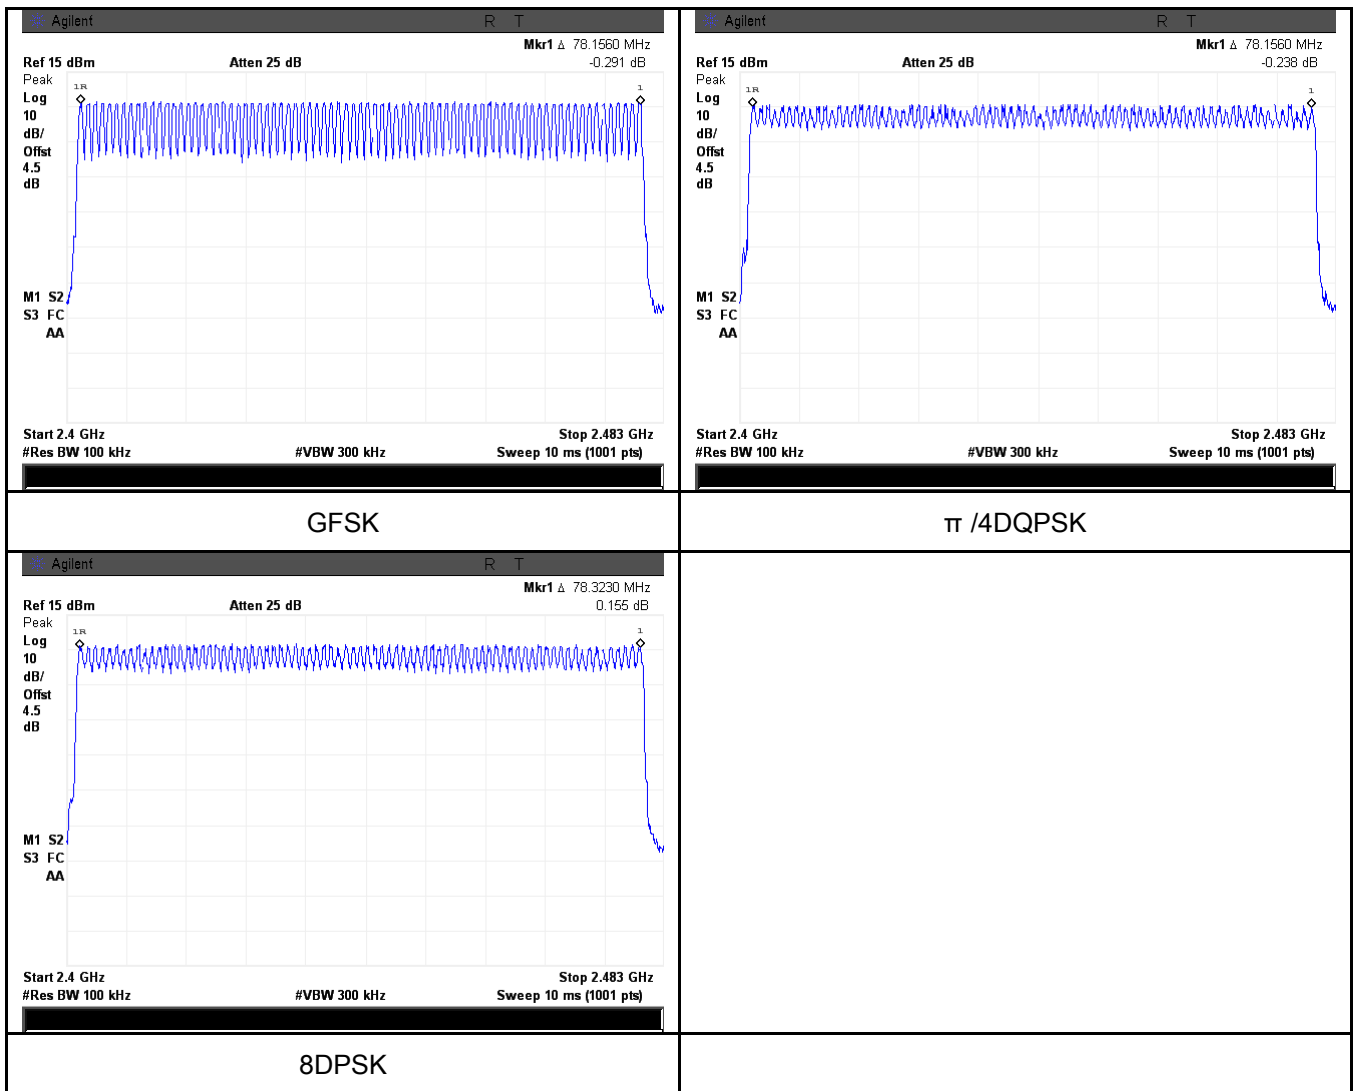 Agilent R T
Mkr1 Δ 78.1560 MHz
Ref 15 dBm Atten 25 dB -0.291 dB
Peak
Log
10
dB/
Offst
4.5
dB
1R
1
M1 S2
S3 FC
AA
Start 2.4 GHz Stop 2.483 GHz
#Res BW 100 kHz #VBW 300 kHz Sweep 10 ms (1001 pts)
GFSK
Agilent R T
Mkr1 Δ 78.1560 MHz
Ref 15 dBm Atten 25 dB -0.238 dB
Peak
Log
10
dB/
Offst
4.5
dB
1R
1
M1 S2
S3 FC
AA
Start 2.4 GHz Stop 2.483 GHz
#Res BW 100 kHz #VBW 300 kHz Sweep 10 ms (1001 pts)
π /4DQPSK
Agilent R T
Mkr1 Δ 78.3230 MHz
Ref 15 dBm Atten 25 dB 0.155 dB
Peak
Log
10
dB/
Offst
4.5
dB
1R
1
M1 S2
S3 FC
AA
Start 2.4 GHz Stop 2.483 GHz
#Res BW 100 kHz #VBW 300 kHz Sweep 10 ms (1001 pts)
8DPSK